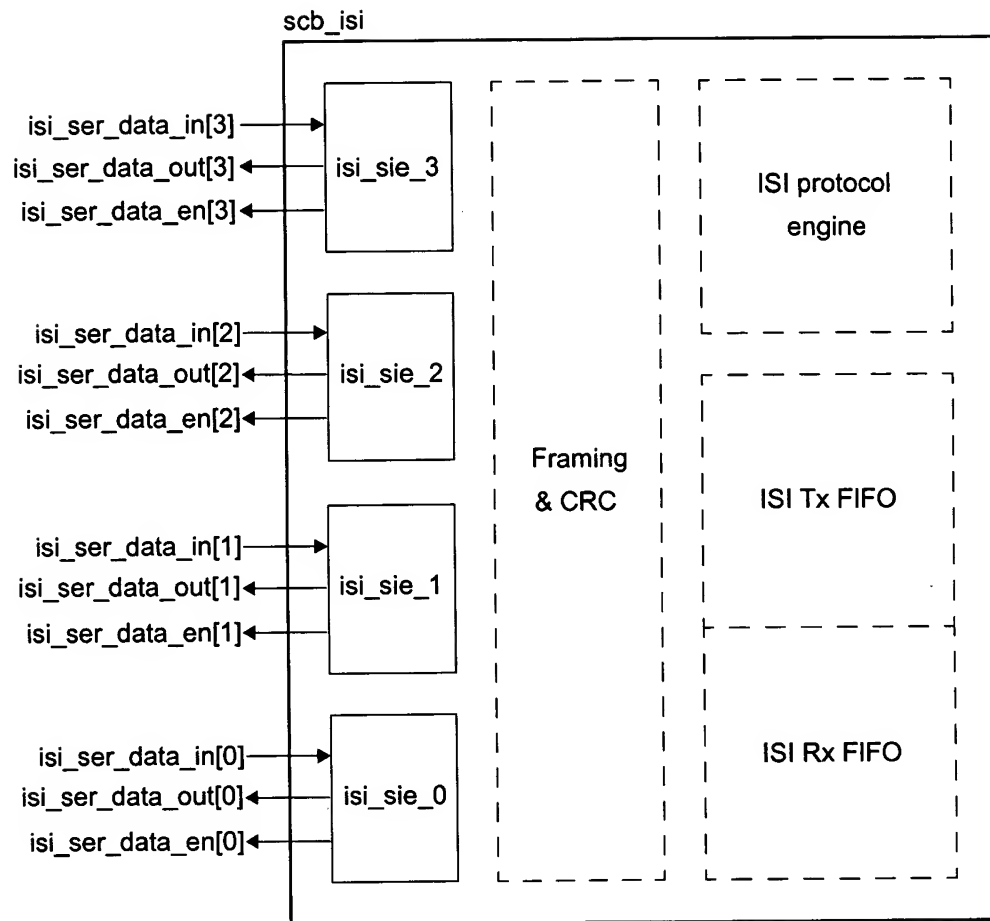 scb_isi
isi_ser_data_in[3]
isi_ser_data_out[3]
isi_ser_data_en[3]
isi_sie_3
isi_ser_data_in[2]
isi_ser_data_out[2]
isi_ser_data_en[2]
isi_sie_2
isi_ser_data_in[1]
isi_ser_data_out[1]
isi_ser_data_en[1]
isi_sie_1
isi_ser_data_in[0]
isi_ser_data_out[0]
isi_ser_data_en[0]
isi_sie_0
Framing
& CRC
ISI protocol
engine
ISI Tx FIFO
ISI Rx FIFO